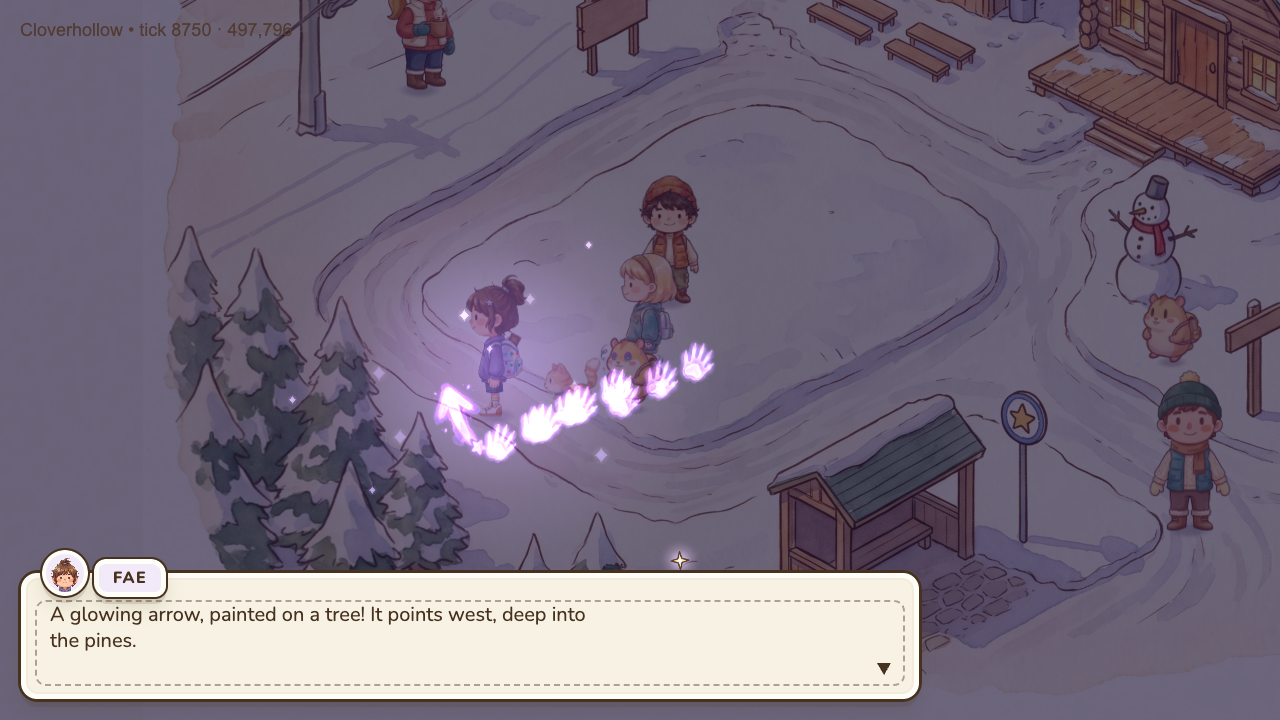 Cloverhollow • tick 8750 · 497,796
FAE
A glowing arrow, painted on a tree! It points west, deep into
the pines.